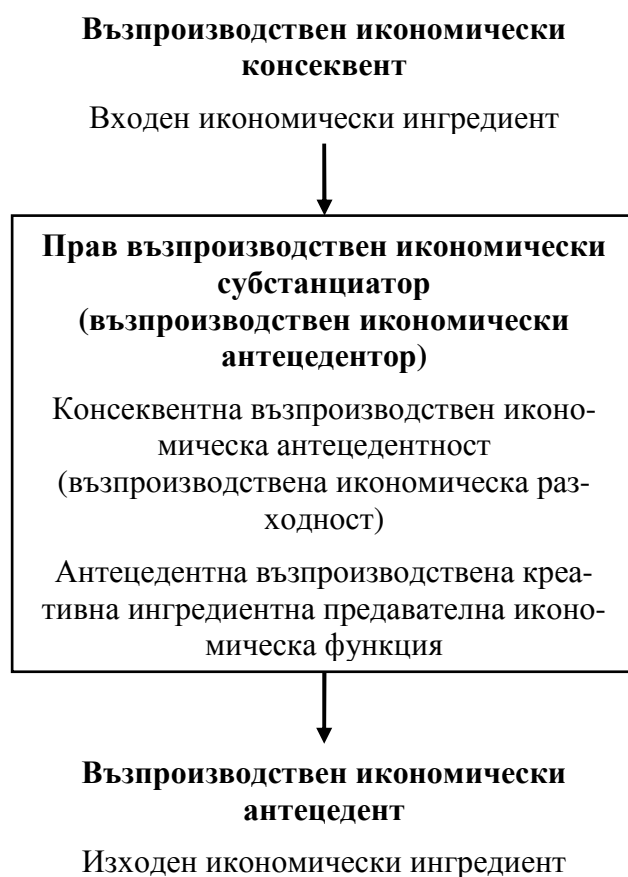 Възпроизводствен икономически
консеквент
Входен икономически ингредиент
Прав възпроизводствен икономически
субстанциатор
(възпроизводствен икономически
антецедентор)
Консеквентна възпроизводствен иконо-
мическа антецедентност
(възпроизводствена икономическа раз-
ходност)
Антецедентна възпроизводствена креа-
тивна ингредиентна предавателна иконо-
мическа функция
Възпроизводствен икономически
антецедент
Изходен икономически ингредиент